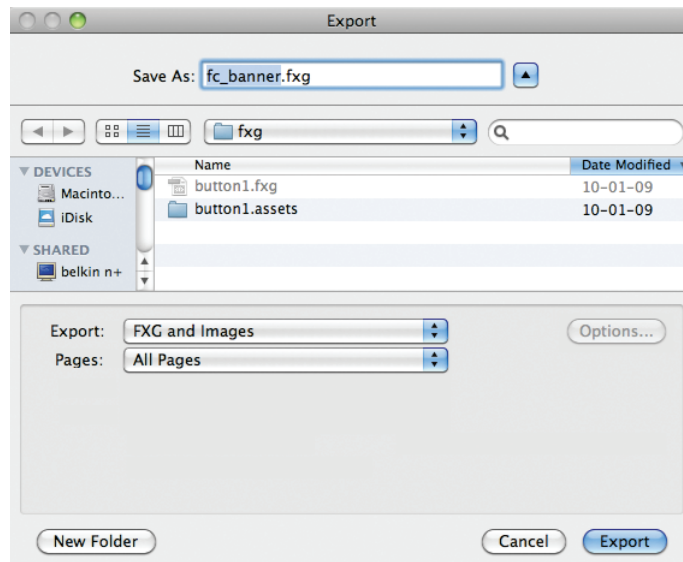 Export
Save As: fc_banner.fxg
fxg
DEVICES
Macinto...
iDisk
SHARED
belkin n+
Name Date Modified
button1.fxg 10-01-09
button1.assets 10-01-09
Export: FXG and Images Options...
Pages: All Pages
New Folder Cancel Export